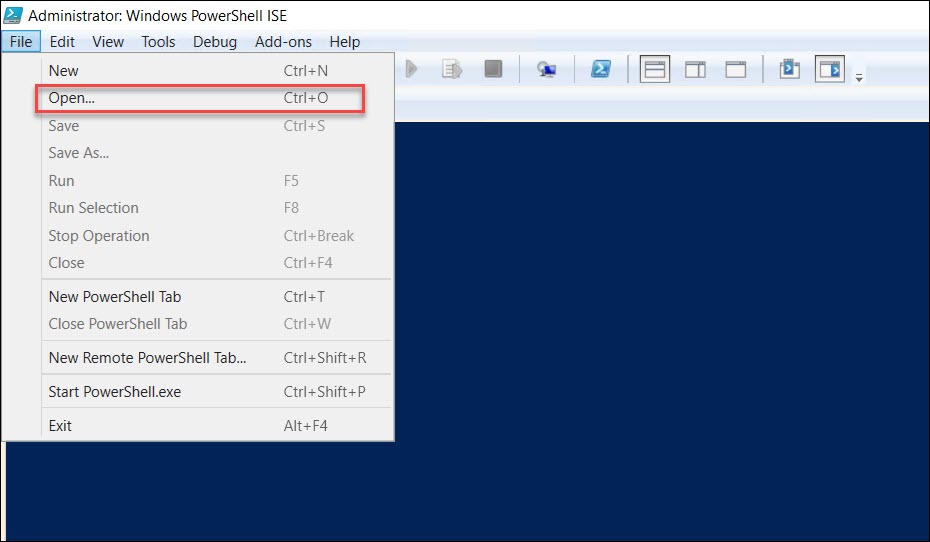 Administrator: Windows PowerShell ISE
File Edit View Tools Debug Add-ons Help
New Ctrl+N
Open... Ctrl+O
Save Ctrl+S
Save As...
Run F5
Run Selection F8
Stop Operation Ctrl+Break
Close Ctrl+F4
New PowerShell Tab Ctrl+T
Close PowerShell Tab Ctrl+W
New Remote PowerShell Tab... Ctrl+Shift+R
Start PowerShell.exe Ctrl+Shift+P
Exit Alt+F4